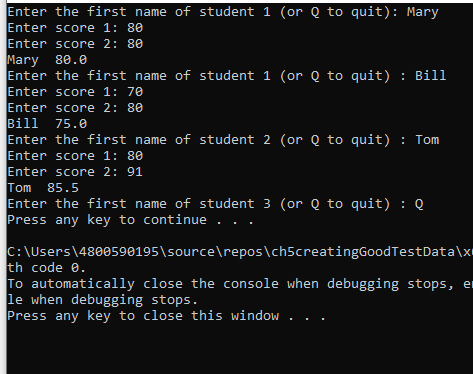 Enter the first name of student 1 (or Q to quit): Mary
Enter score 1: 80
Enter score 2: 80
Mary  80.0
Enter the first name of student 1 (or Q to quit) : Bill
Enter score 1: 70
Enter score 2: 80
Bill  75.0
Enter the first name of student 2 (or Q to quit) : Tom
Enter score 1: 80
Enter score 2: 91
Tom  85.5
Enter the first name of student 3 (or Q to quit) : Q
Press any key to continue . . .
C:\Users\4800590195\source\repos\ch5creatingGoodTestData\x
th code 0.
To automatically close the console when debugging stops, e
le when debugging stops.
Press any key to close this window . . .